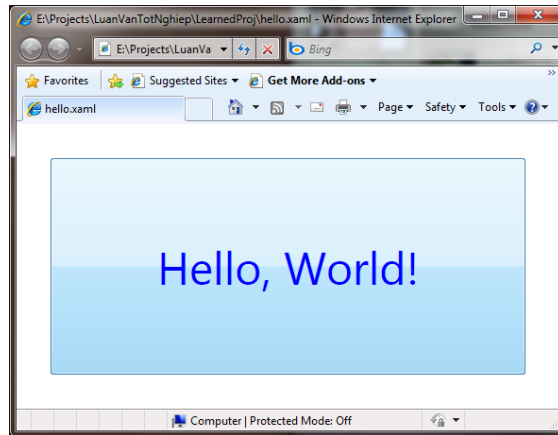 E:\Projects\LuanVanTotNghiep\LearnedProj\hello.xaml - Windows Internet Explorer
E:\Projects\LuanVa
Bing
Favorites Suggested Sites Get More Add-ons
hello.xaml Page Safety Tools
Hello, World!
Computer | Protected Mode: Off